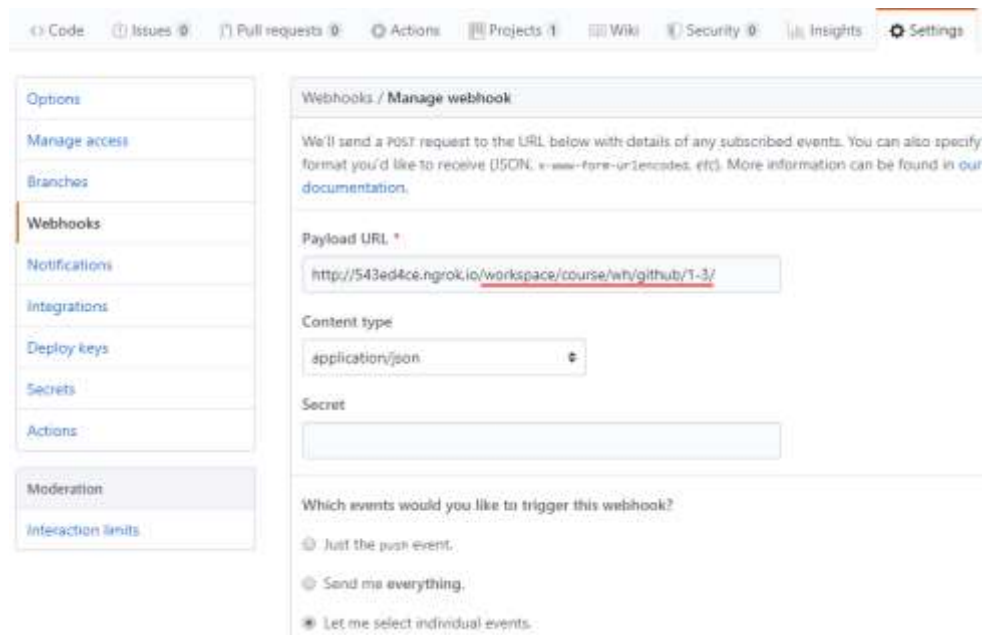 <> Code Issues 0 Pull requests 0 Actions Projects 1 Wiki Security 0 Insights Settings
Options
Manage access
Branches
Webhooks
Notifications
Integrations
Deploy keys
Secrets
Actions
Moderation
Interaction limits
Webhooks / Manage webhook
We'll send a POST request to the URL below with details of any subscribed events. You can also specify
format you'd like to receive (JSON, x-www-form-urlencoded, etc). More information can be found in our
documentation.
Payload URL *
http://543ed4ce.ngrok.io/workspace/course/wh/github/1-3/
Content type
application/json
Secret
Which events would you like to trigger this webhook?
Just the push event.
Send me everything.
Let me select individual events.